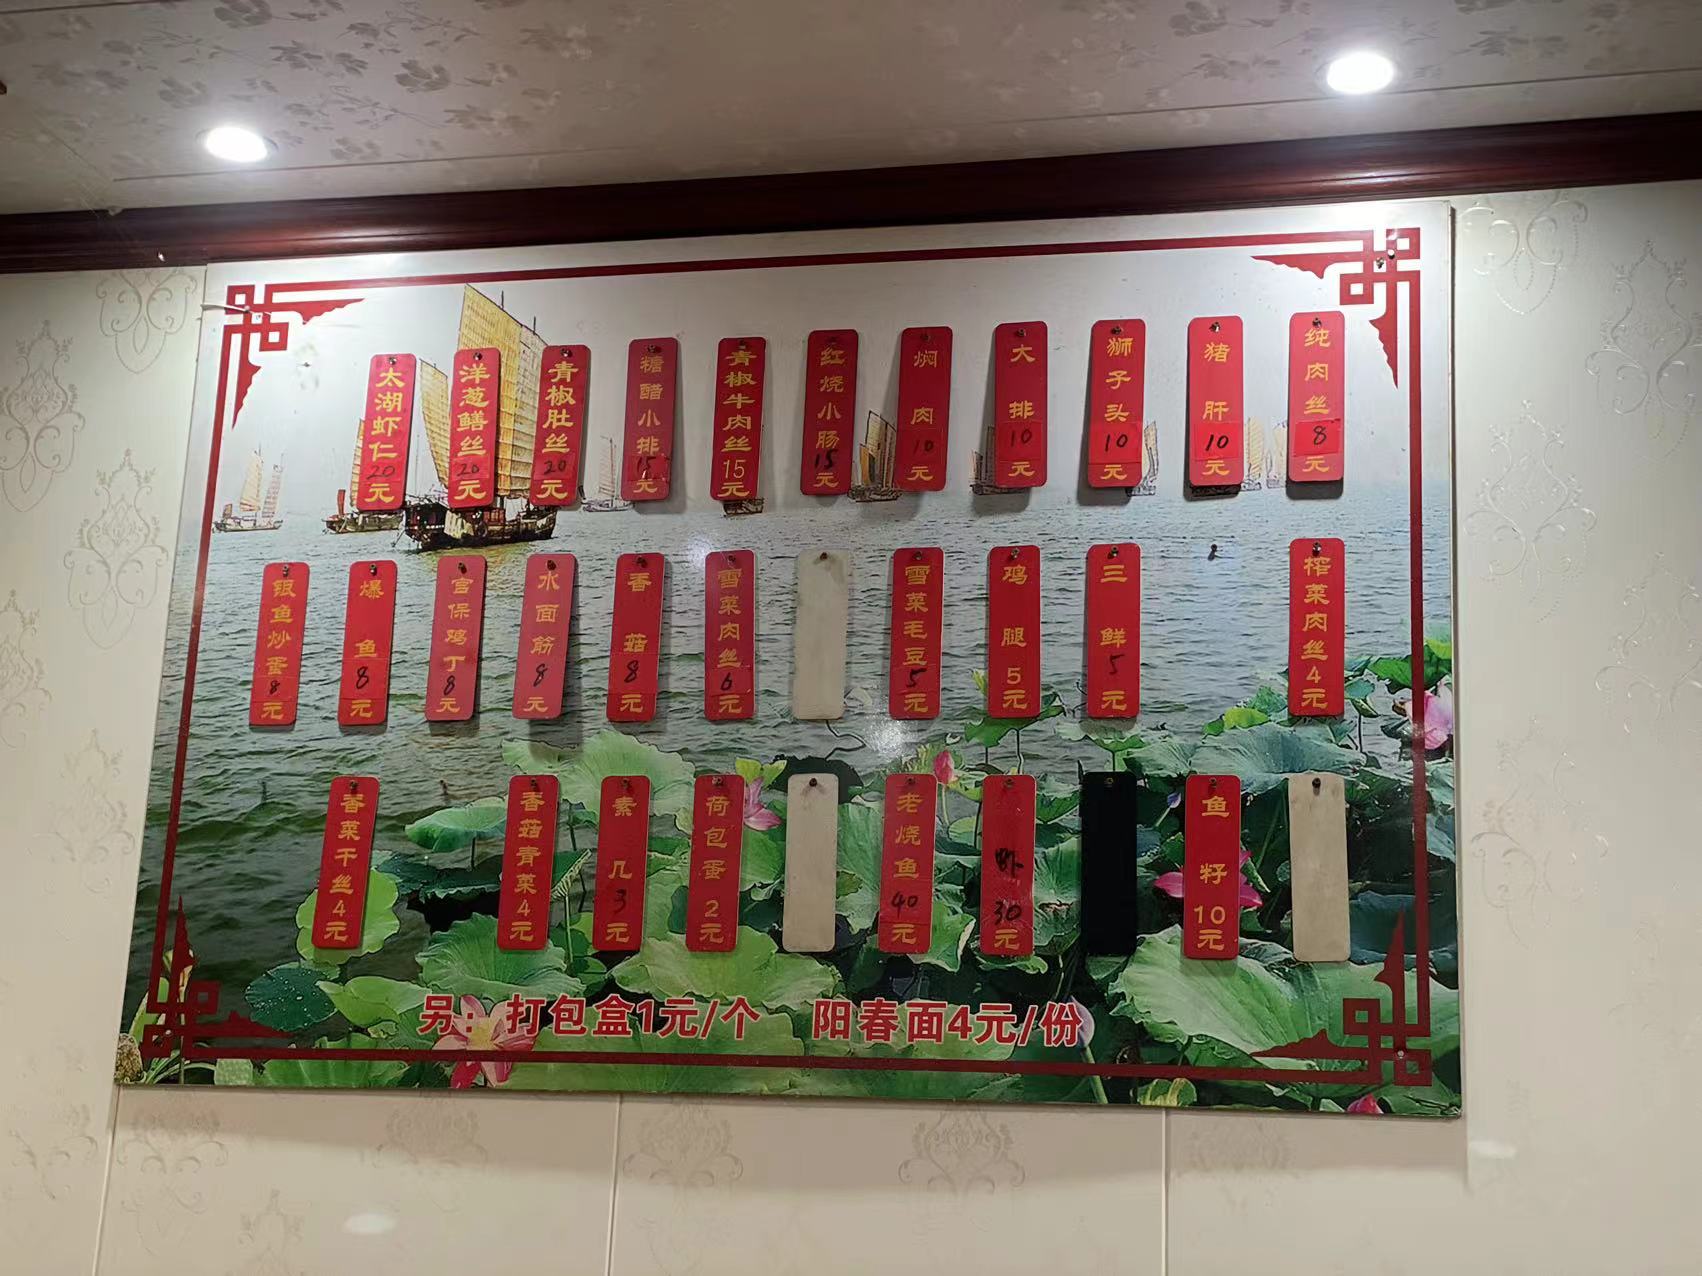 太湖虾仁20元
洋葱鳝丝20元
青椒肚丝20元
糖醋小排15元
青椒牛肉丝15元
红烧小肠15元
焖肉10元
大排10元
狮子头10元
猪肝10元
纯肉丝8元
银鱼炒蛋8元
爆鱼8元
宫保鸡丁8元
水面筋8元
香菇8元
雪菜肉丝6元
雪菜毛豆5元
鸡腿5元
三鲜5元
榨菜肉丝4元
香菜干丝4元
香菇青菜4元
素几3元
荷包蛋2元
老烧鱼40元
虾30元
鱼籽10元
另：打包盒1元/个 阳春面4元/份